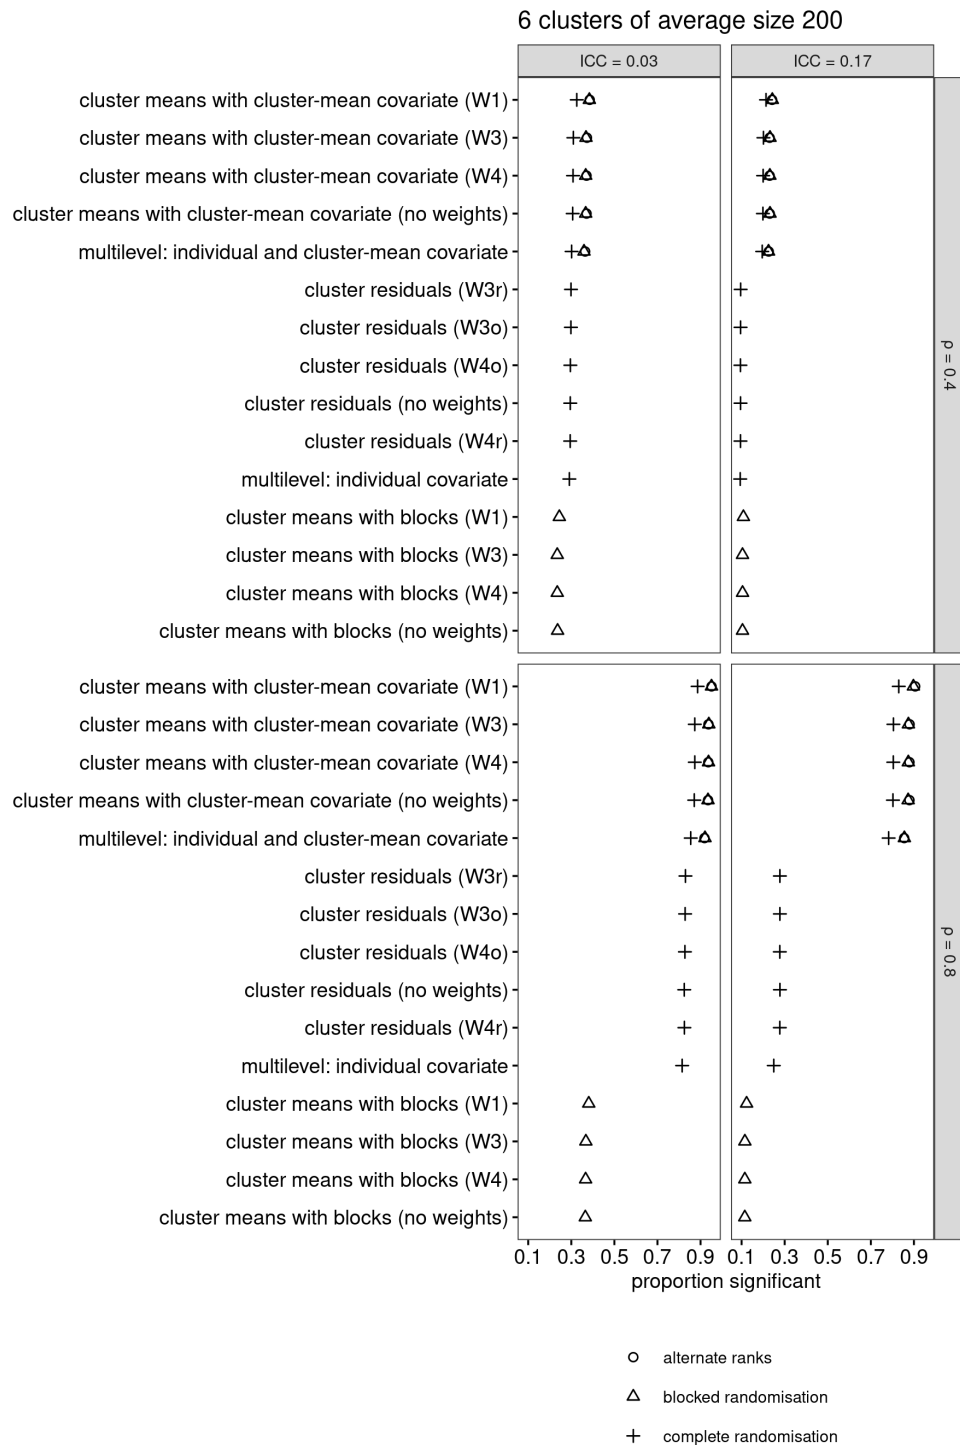 6 clusters of average size 200
ICC = 0.03
ICC = 0.17
cluster means with cluster-mean covariate (W1)
cluster means with cluster-mean covariate (W3)
cluster means with cluster-mean covariate (W4)
cluster means with cluster-mean covariate (no weights)
multilevel: individual and cluster-mean covariate
cluster residuals (W3r)
cluster residuals (W3o)
cluster residuals (W4o)
cluster residuals (no weights)
cluster residuals (W4r)
multilevel: individual covariate
cluster means with blocks (W1)
cluster means with blocks (W3)
cluster means with blocks (W4)
cluster means with blocks (no weights)
ρ = 0.4
cluster means with cluster-mean covariate (W1)
cluster means with cluster-mean covariate (W3)
cluster means with cluster-mean covariate (W4)
cluster means with cluster-mean covariate (no weights)
multilevel: individual and cluster-mean covariate
cluster residuals (W3r)
cluster residuals (W3o)
cluster residuals (W4o)
cluster residuals (no weights)
cluster residuals (W4r)
multilevel: individual covariate
cluster means with blocks (W1)
cluster means with blocks (W3)
cluster means with blocks (W4)
cluster means with blocks (no weights)
ρ = 0.8
0.1 0.3 0.5 0.7 0.9 0.1 0.3 0.5 0.7 0.9
proportion significant
alternate ranks
blocked randomisation
complete randomisation